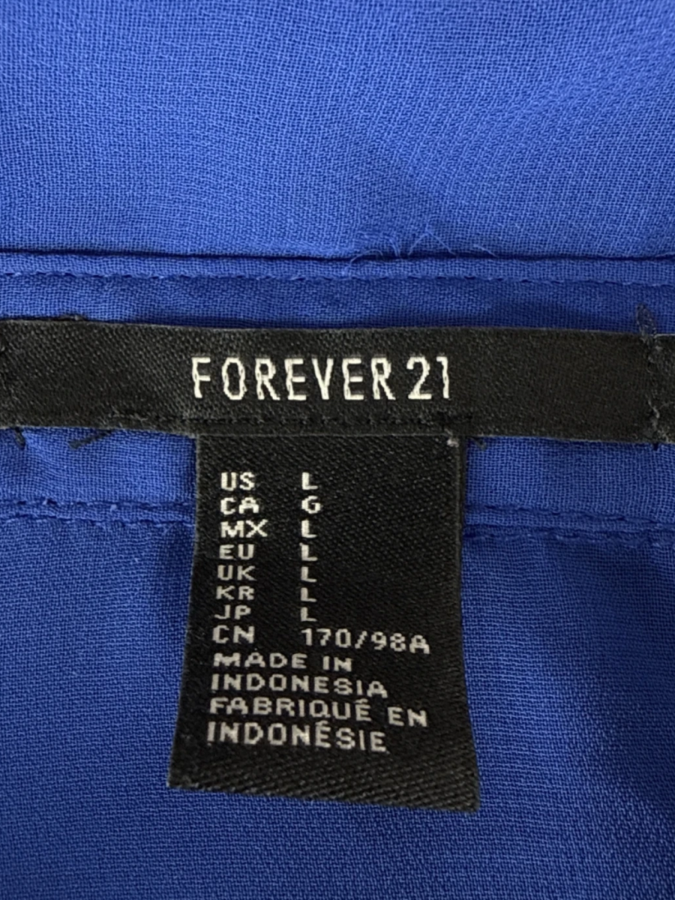 FOREVER 21
US L
CA G
MX L
EU L
UK L
KR L
JP L
CN 170/98A
MADE IN
INDONESIA
FABRIQUÉ EN
INDONÉSIE